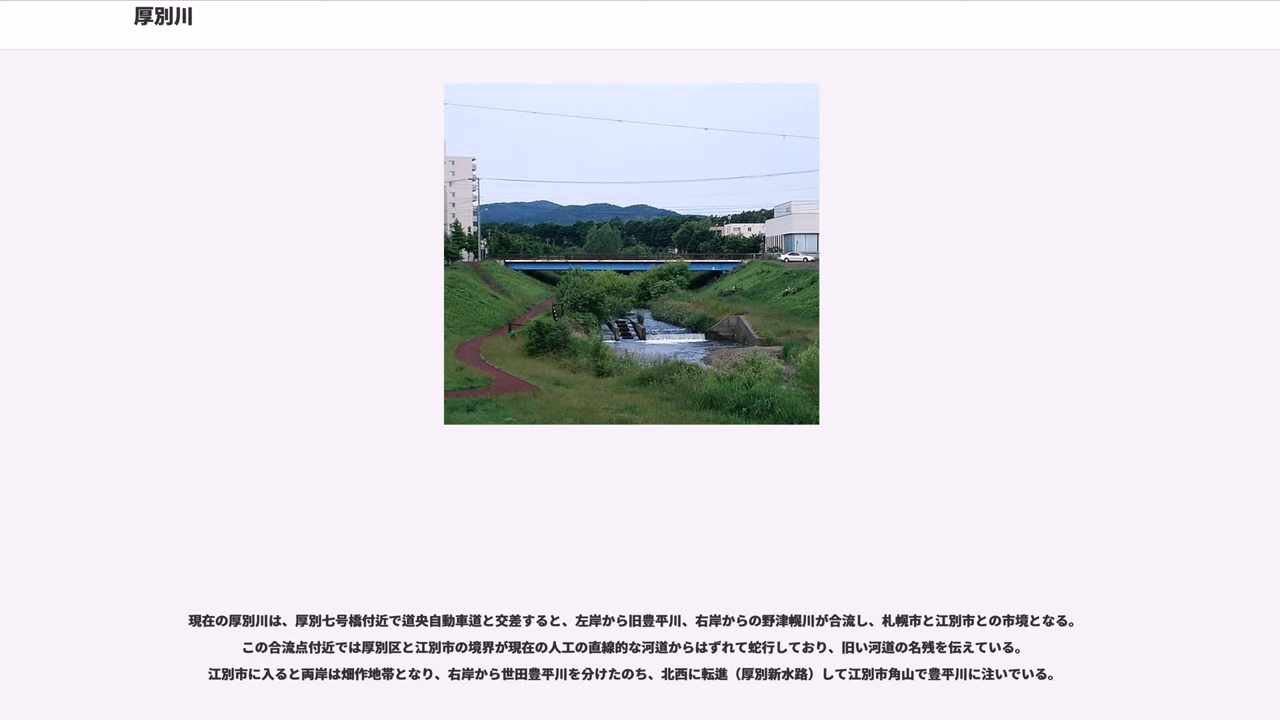 厚別川
現在の厚別川は、厚別七号橋付近で道央自動車道と交差すると、左岸から旧豊平川、右岸からの野津幌川が合流し、札幌市と江別市との市境となる。
この合流点付近では厚別区と江別市の境界が現在の人工の直線的な河道からはずれて蛇行しており、旧い河道の名残を伝えている。
江別市に入ると両岸は畑作地帯となり、右岸から世田豊平川を分けたのち、北西に転進（厚別新水路）して江別市角山で豊平川に注いでいる。